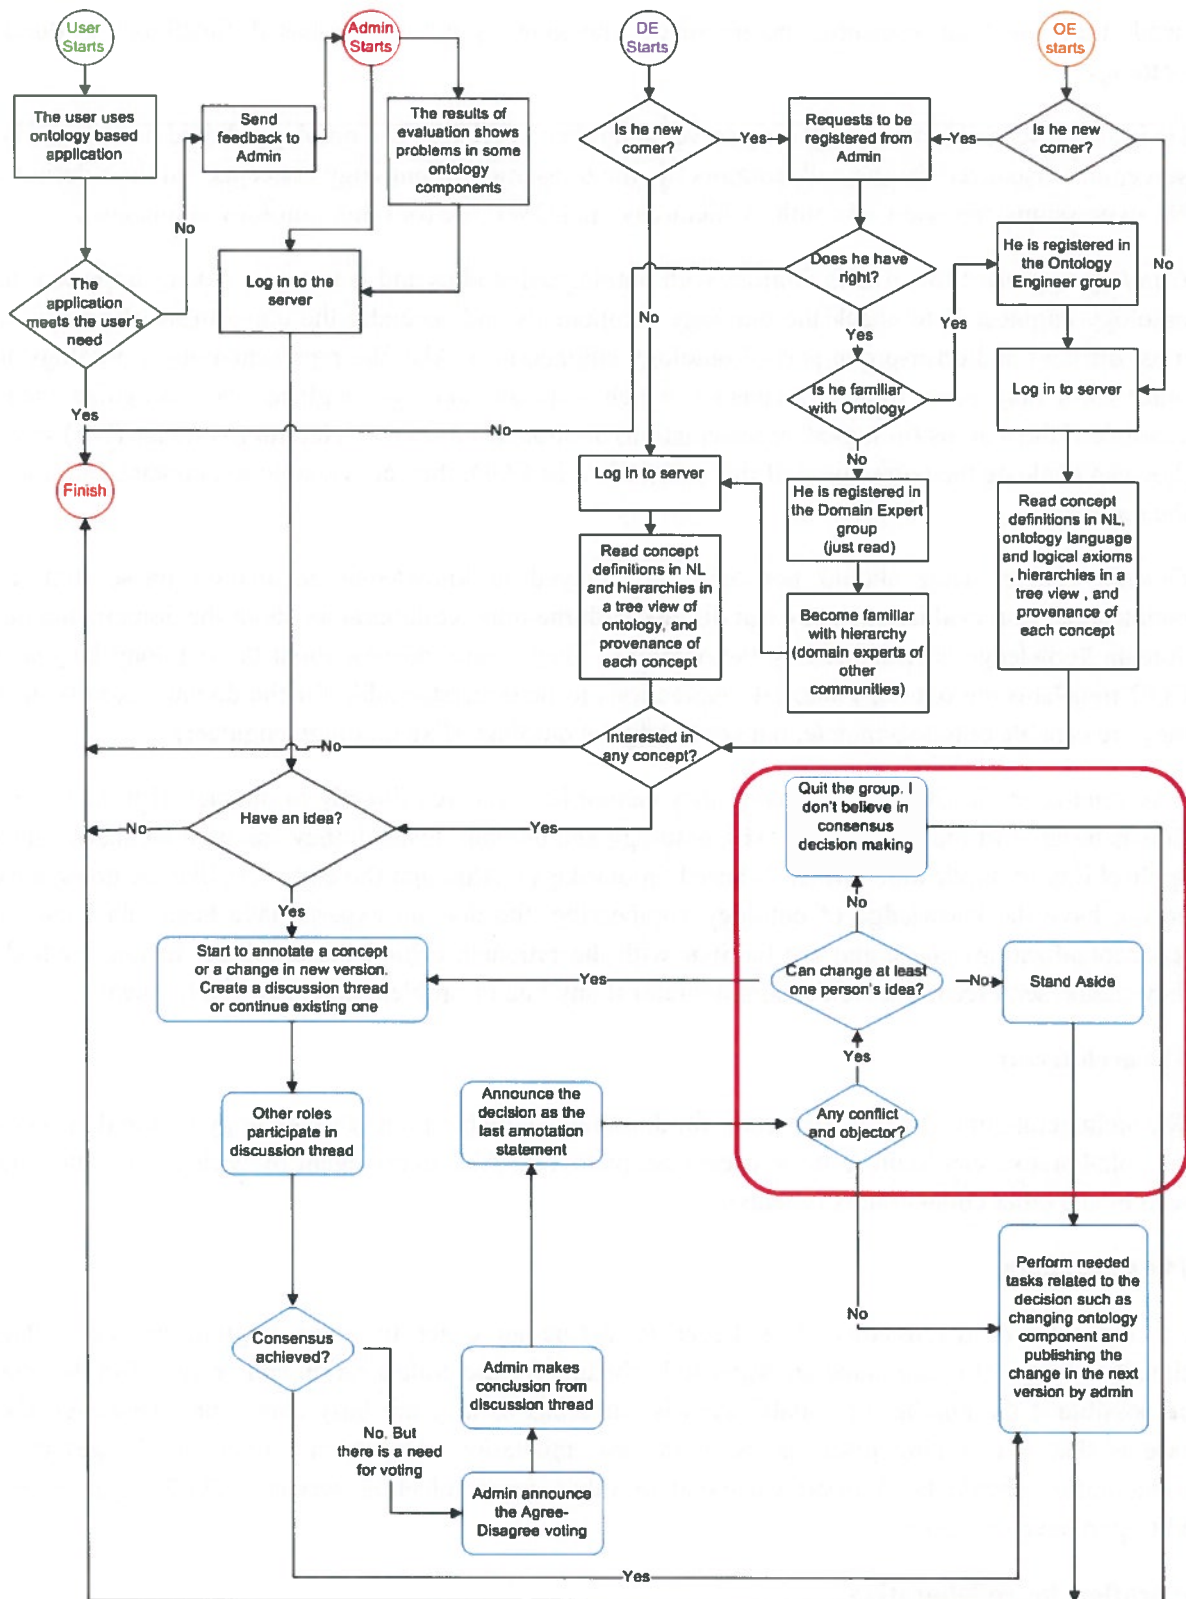 User
Starts
Admin
Starts
DE
Starts
OE
starts
The user uses
ontology based
application
Send
feedback to
Admin
The results of
evaluation shows
problems in some
ontology
components
Is he new
comer?
Yes
Requests to be
registered from
Admin
Yes
Is he new
comer?
No
The
application
meets the user's
need
Log in to the
server
No
Does he have
right?
He is registered in
the Ontology
Engineer group
No
Yes
Yes
Is he familiar
with Ontology
Log in to server
Yes
No
No
Finish
Log in to server
He is registered in
the Domain Expert
group
(just read)
Read concept
definitions in NL,
ontology language
and logical axioms
, hierarchies in a
tree view , and
provenance of
each concept
Read concept
definitions in NL
and hierarchies in
a tree view of
ontology, and
provenance of
each concept
Become familiar
with hierarchy
(domain experts of
other
communities)
No
Interested in
any concept?
Have an idea?
No
Yes
Quit the group. I
don't believe in
consensus
decision making
Yes
No
Start to annotate a concept
or a change in new version.
Create a discussion thread
or continue existing one
Yes
Can change at least
one person's idea?
No
Stand Aside
Yes
Other roles
participate in
discussion thread
Announce the
decision as the
last annotation
statement
Any conflict
and objector?
No
Perform needed
tasks related to the
decision such as
changing ontology
component and
publishing the
change in the next
version by admin
Consensus
achieved?
Admin makes
conclusion from
discussion thread
No. But
there is a need
for voting
Admin announce
the Agree-
Disagree voting
Yes